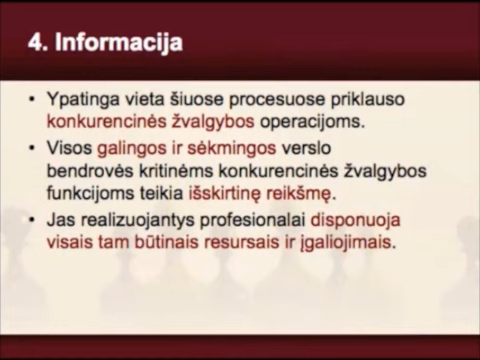 4. Informacija
• Ypatinga vieta šiuose procesuose priklauso
konkurencinės žvalgybos operacijoms.
• Visos galingos ir sėkmingos verslo
bendrovės kritinėms konkurencinės žvalgybos
funkcijoms teikia išskirtinę reikšmę.
• Jas realizuojantys profesionalai disponuoja
visais tam būtinais resursais ir įgaliojimais.